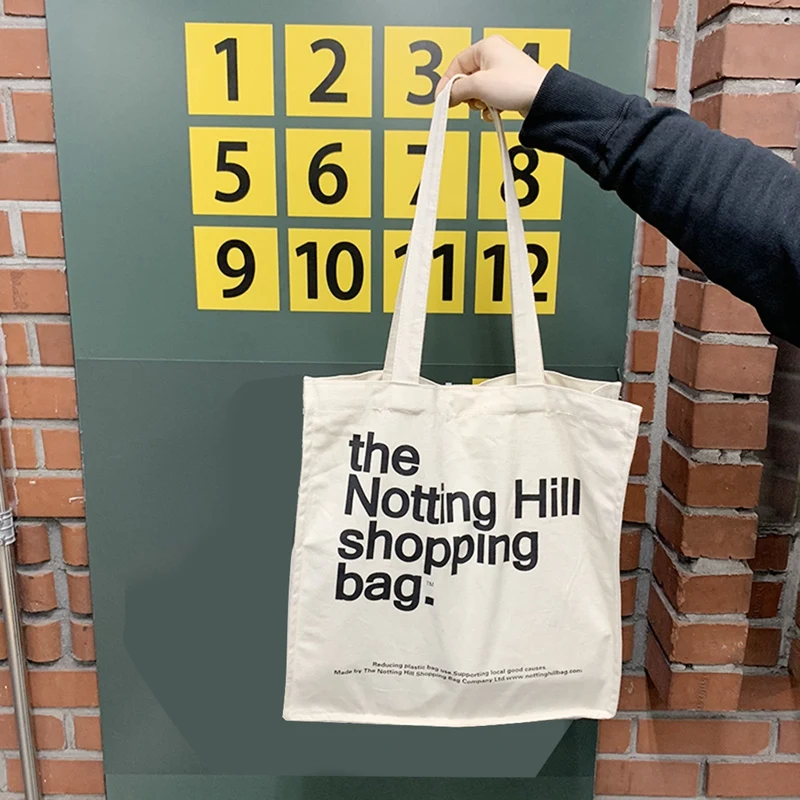 1 2 3 4
5 6 7 8
9 10 11 12
the
Notting Hill
shopping
bag.™
Reducing plastic bag use.Supporting local good causes.
Made by The Notting Hill Shopping Bag Company Ltd.www.nottinghillbag.com